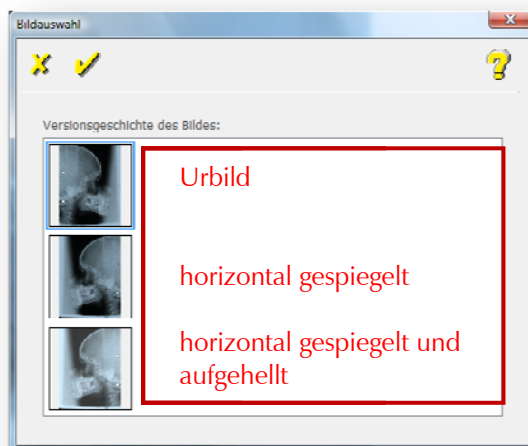 Bildauswahl
Versionsgeschichte des Bildes:
Urbild
horizontal gespiegelt
horizontal gespiegelt und
aufgehellt